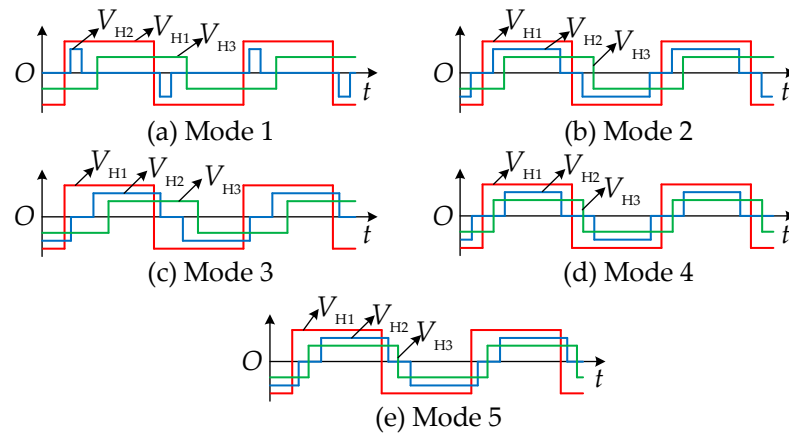 V_H2 V_H1 V_H3
O t
(a) Mode 1
V_H1 V_H2 V_H3
O t
(b) Mode 2
V_H1 V_H2 V_H3
O t
(c) Mode 3
V_H1 V_H2 V_H3
O t
(d) Mode 4
V_H1 V_H2 V_H3
O t
(e) Mode 5